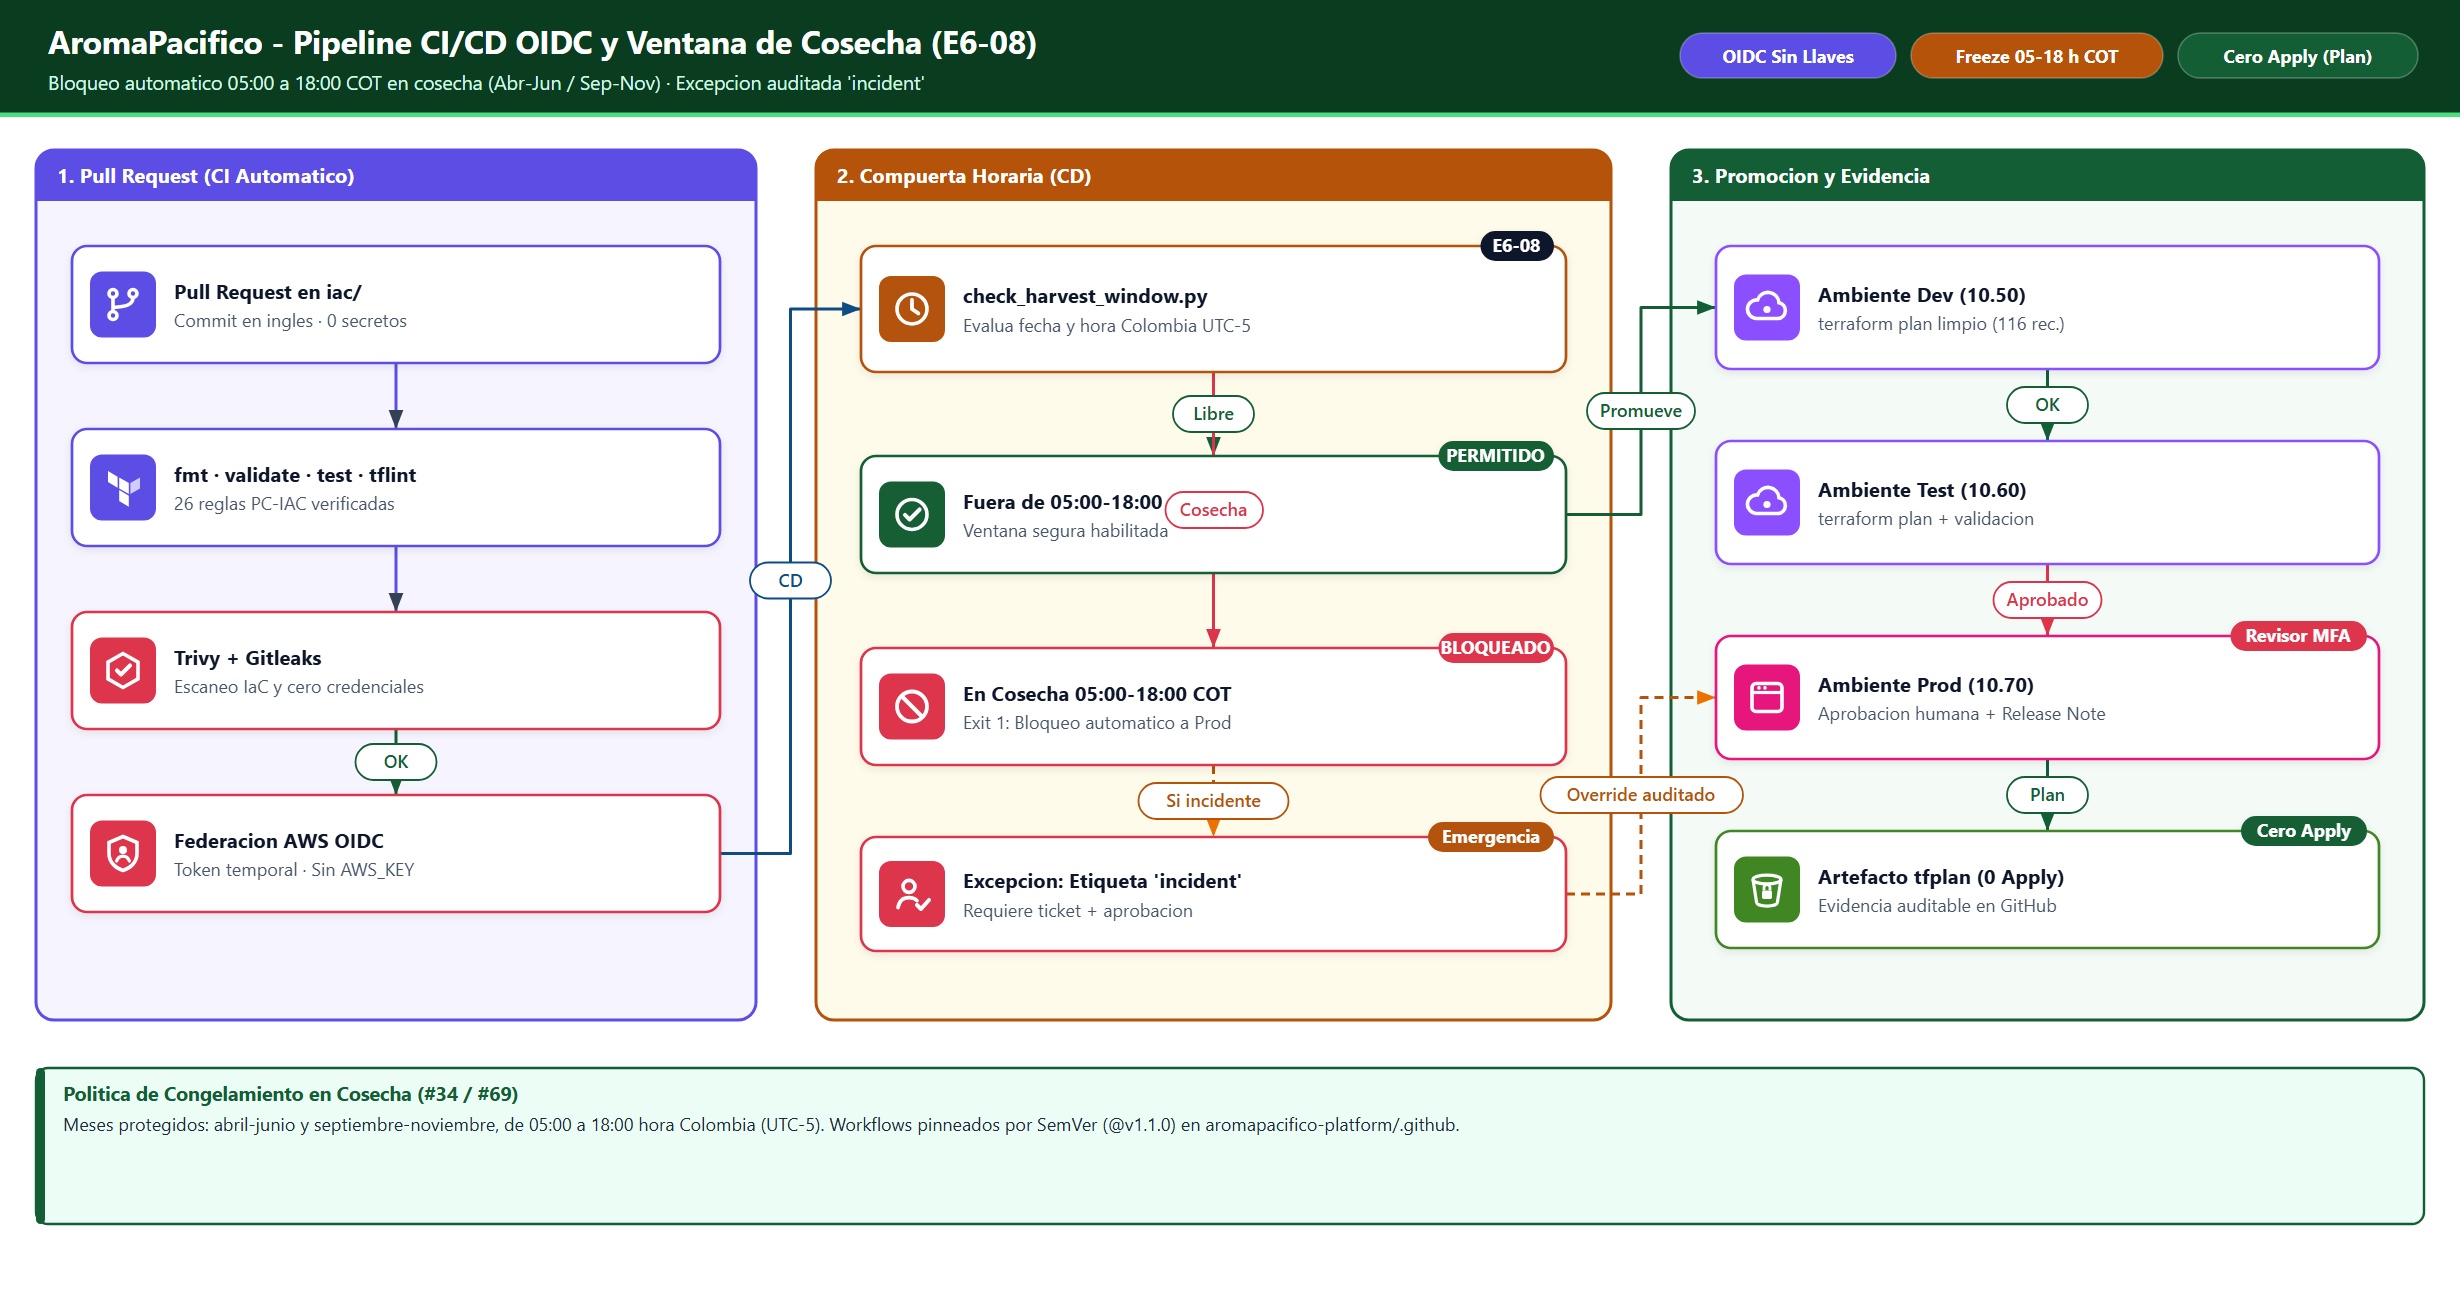 AromaPacifico - Pipeline CI/CD OIDC y Ventana de Cosecha (E6-08)
Bloqueo automatico 05:00 a 18:00 COT en cosecha (Abr-Jun / Sep-Nov) · Excepcion auditada 'incident'
OIDC Sin Llaves
Freeze 05-18 h COT
Cero Apply (Plan)
1. Pull Request (CI Automatico)
Pull Request en iac/
Commit en ingles · 0 secretos
fmt · validate · test · tflint
26 reglas PC-IAC verificadas
Trivy + Gitleaks
Escaneo IaC y cero credenciales
OK
Federacion AWS OIDC
Token temporal · Sin AWS_KEY
CD
2. Compuerta Horaria (CD)
E6-08
check_harvest_window.py
Evalua fecha y hora Colombia UTC-5
Libre
PERMITIDO
Fuera de 05:00-18:00
Ventana segura habilitada
Cosecha
BLOQUEADO
En Cosecha 05:00-18:00 COT
Exit 1: Bloqueo automatico a Prod
Si incidente
Emergencia
Excepcion: Etiqueta 'incident'
Requiere ticket + aprobacion
Promueve
Override auditado
3. Promocion y Evidencia
Ambiente Dev (10.50)
terraform plan limpio (116 rec.)
OK
Ambiente Test (10.60)
terraform plan + validacion
Aprobado
Revisor MFA
Ambiente Prod (10.70)
Aprobacion humana + Release Note
Plan
Cero Apply
Artefacto tfplan (0 Apply)
Evidencia auditable en GitHub
Politica de Congelamiento en Cosecha (#34 / #69)
Meses protegidos: abril-junio y septiembre-noviembre, de 05:00 a 18:00 hora Colombia (UTC-5). Workflows pinneados por SemVer (@v1.1.0) en aromapacifico-platform/.github.